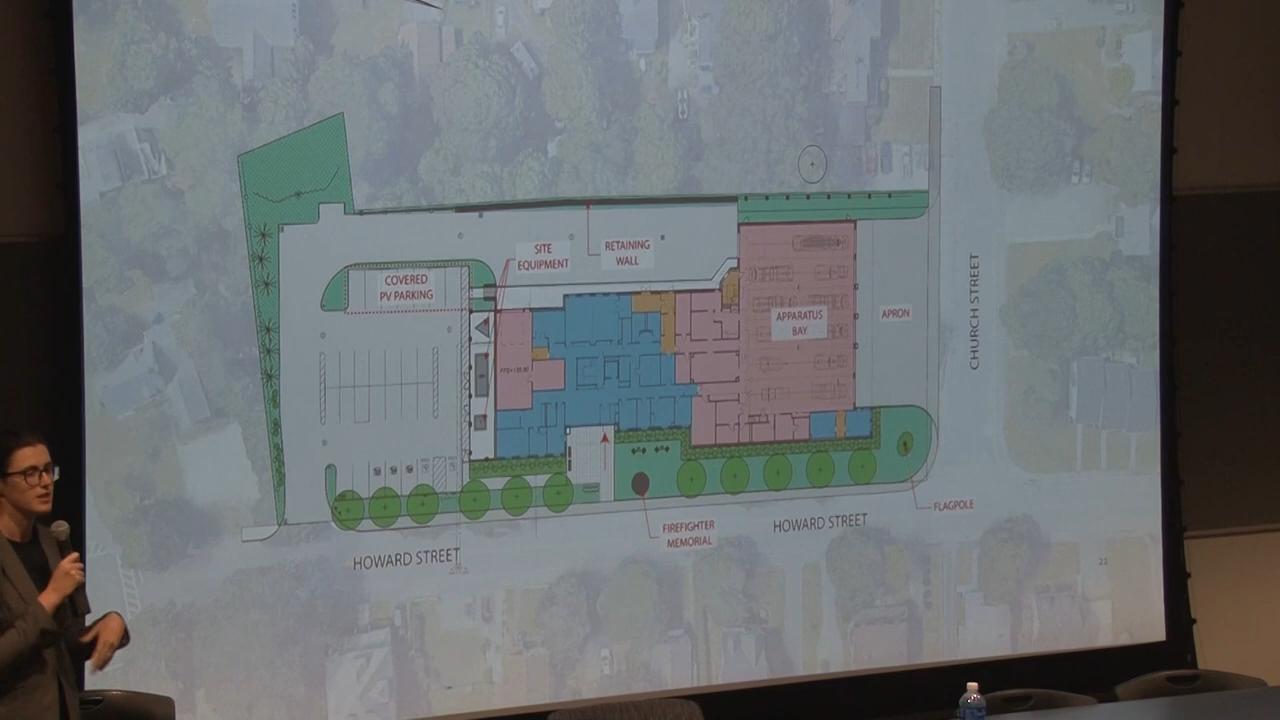 SITE
EQUIPMENT
RETAINING
WALL
COVERED
PV PARKING
APPARATUS
BAY
APRON
CHURCH STREET
FLAGPOLE
FIREFIGHTER
MEMORIAL
HOWARD STREET
HOWARD STREET